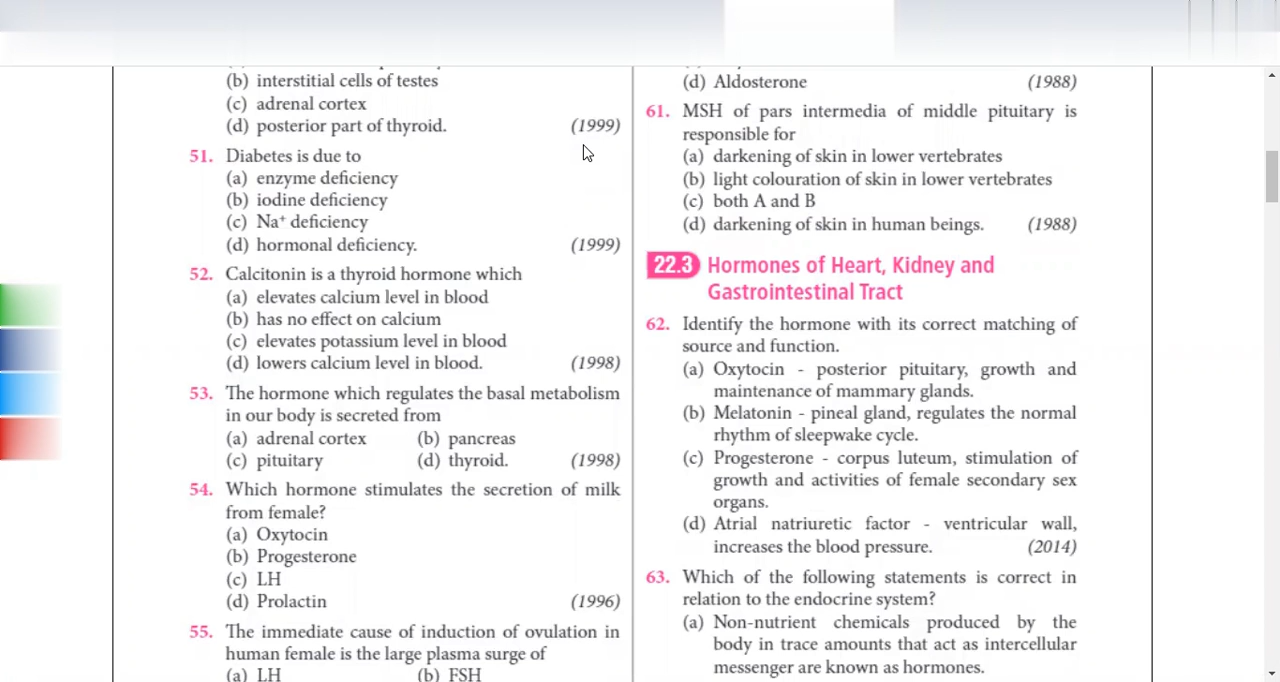 (b) interstitial cells of testes
(c) adrenal cortex
(d) posterior part of thyroid. (1999)
51. Diabetes is due to
(a) enzyme deficiency
(b) iodine deficiency
(c) Na⁺ deficiency
(d) hormonal deficiency. (1999)
52. Calcitonin is a thyroid hormone which
(a) elevates calcium level in blood
(b) has no effect on calcium
(c) elevates potassium level in blood
(d) lowers calcium level in blood. (1998)
53. The hormone which regulates the basal metabolism
in our body is secreted from
(a) adrenal cortex (b) pancreas
(c) pituitary (d) thyroid. (1998)
54. Which hormone stimulates the secretion of milk
from female?
(a) Oxytocin
(b) Progesterone
(c) LH
(d) Prolactin (1996)
55. The immediate cause of induction of ovulation in
human female is the large plasma surge of
(a) LH (b) FSH
(d) Aldosterone (1988)
61. MSH of pars intermedia of middle pituitary is
responsible for
(a) darkening of skin in lower vertebrates
(b) light colouration of skin in lower vertebrates
(c) both A and B
(d) darkening of skin in human beings. (1988)
22.3 Hormones of Heart, Kidney and
Gastrointestinal Tract
62. Identify the hormone with its correct matching of
source and function.
(a) Oxytocin - posterior pituitary, growth and
maintenance of mammary glands.
(b) Melatonin - pineal gland, regulates the normal
rhythm of sleepwake cycle.
(c) Progesterone - corpus luteum, stimulation of
growth and activities of female secondary sex
organs.
(d) Atrial natriuretic factor - ventricular wall,
increases the blood pressure. (2014)
63. Which of the following statements is correct in
relation to the endocrine system?
(a) Non-nutrient chemicals produced by the
body in trace amounts that act as intercellular
messenger are known as hormones.